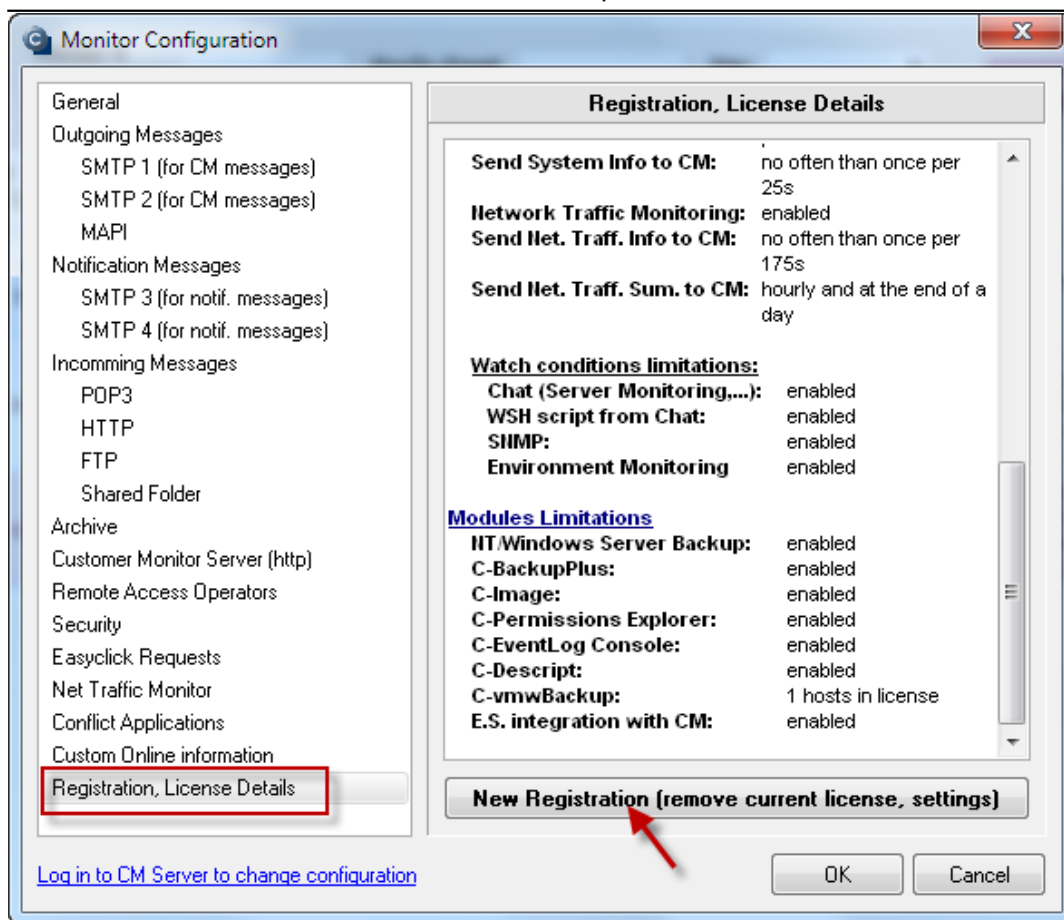 Monitor Configuration
General
Outgoing Messages
SMTP 1 (for CM messages)
SMTP 2 (for CM messages)
MAPI
Notification Messages
SMTP 3 (for notif. messages)
SMTP 4 (for notif. messages)
Incomming Messages
POP3
HTTP
FTP
Shared Folder
Archive
Customer Monitor Server (http)
Remote Access Operators
Security
Easyclick Requests
Net Traffic Monitor
Conflict Applications
Custom Online information
Registration, License Details
Registration, License Details
Send System Info to CM: no often than once per
25s
Network Traffic Monitoring: enabled
Send Net. Traff. Info to CM: no often than once per
175s
Send Net. Traff. Sum. to CM: hourly and at the end of a
day
Watch conditions limitations:
Chat (Server Monitoring,...): enabled
WSH script from Chat: enabled
SNMP: enabled
Environment Monitoring enabled
Modules Limitations
NT/Windows Server Backup: enabled
C-BackupPlus: enabled
C-Image: enabled
C-Permissions Explorer: enabled
C-EventLog Console: enabled
C-Descript: enabled
C-vmwBackup: 1 hosts in license
E.S. integration with CM: enabled
New Registration (remove current license, settings)
Log in to CM Server to change configuration
OK
Cancel